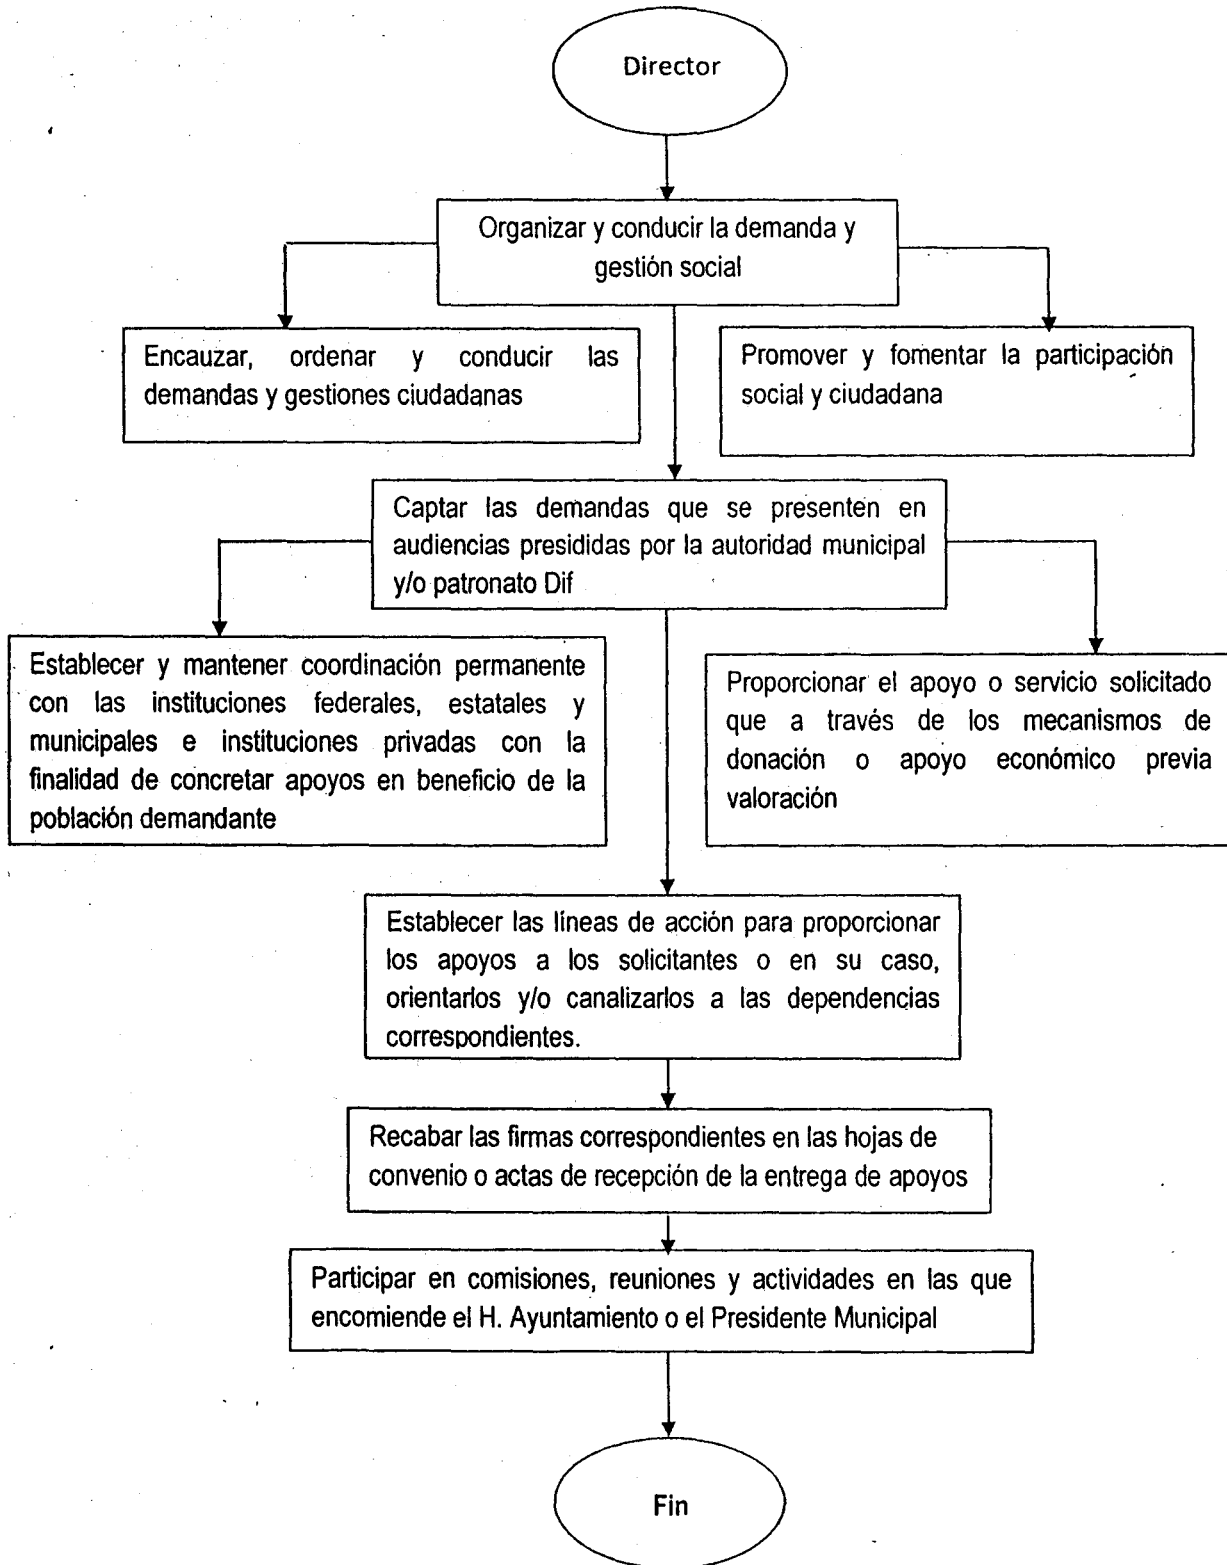 Director
Organizar y conducir la demanda y
gestión social
Encauzar, ordenar y conducir las
demandas y gestiones ciudadanas
Promover y fomentar la participación
social y ciudadana
Captar las demandas que se presenten en
audiencias presididas por la autoridad municipal
y/o patronato Dif
Establecer y mantener coordinación permanente
con las instituciones federales, estatales y
municipales e instituciones privadas con la
finalidad de concretar apoyos en beneficio de la
población demandante
Proporcionar el apoyo o servicio solicitado
que a través de los mecanismos de
donación o apoyo económico previa
valoración
Establecer las líneas de acción para proporcionar
los apoyos a los solicitantes o en su caso,
orientarlos y/o canalizarlos a las dependencias
correspondientes.
Recabar las firmas correspondientes en las hojas de
convenio o actas de recepción de la entrega de apoyos
Participar en comisiones, reuniones y actividades en las que
encomiende el H. Ayuntamiento o el Presidente Municipal
Fin